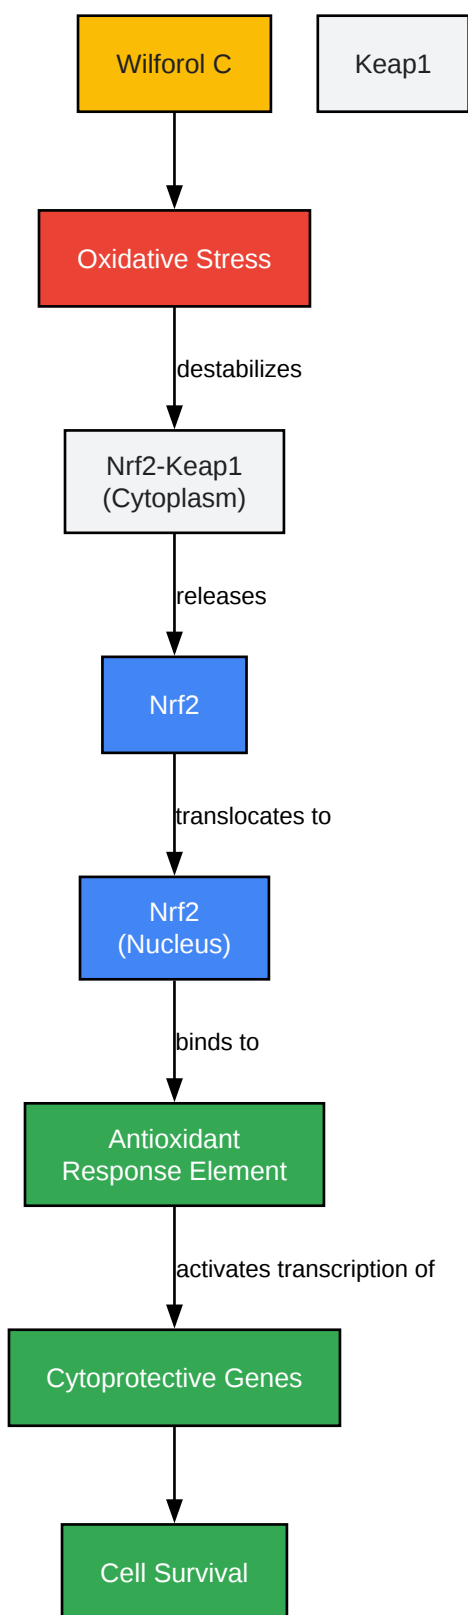 Wilforol C
Keap1
Oxidative Stress
destabilizes
Nrf2-Keap1
(Cytoplasm)
releases
Nrf2
translocates to
Nrf2
(Nucleus)
binds to
Antioxidant
Response Element
activates transcription of
Cytoprotective Genes
Cell Survival